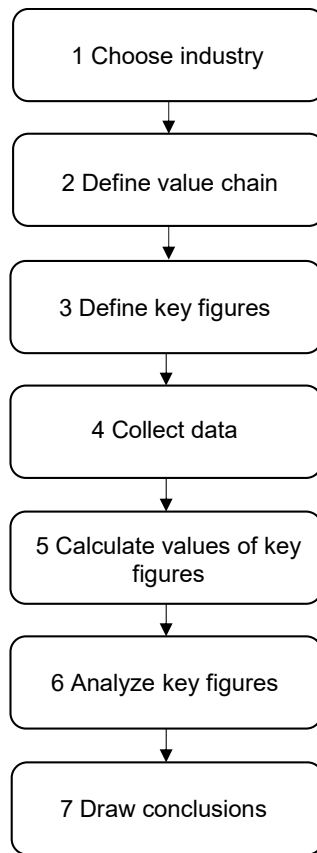 1 Choose industry
2 Define value chain
3 Define key figures
4 Collect data
5 Calculate values of key
figures
6 Analyze key figures
7 Draw conclusions